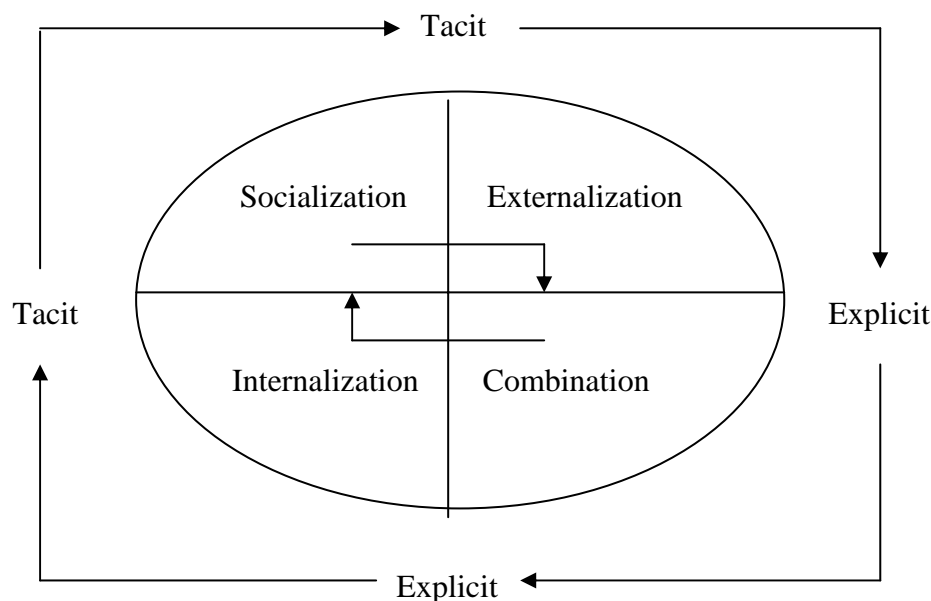 Tacit
Socialization Externalization
Tacit Explicit
Internalization Combination
Explicit